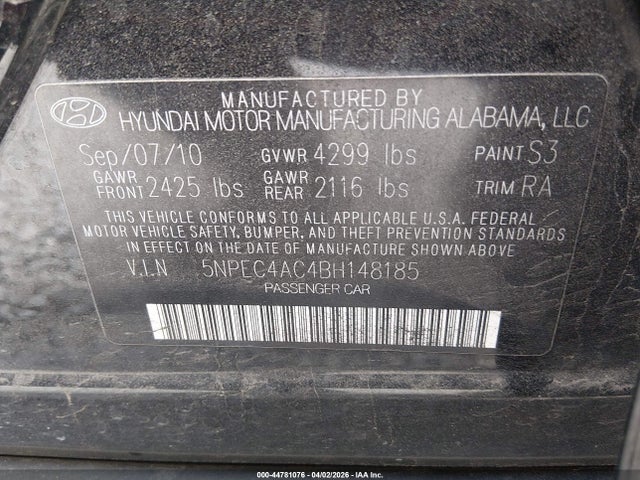 MANUFACTURED BY
HYUNDAI MOTOR MANUFACTURING ALABAMA, LLC
Sep/07/10 GVWR 4299 lbs PAINT S3
GAWR FRONT 2425 lbs GAWR REAR 2116 lbs TRIM RA
THIS VEHICLE CONFORMS TO ALL APPLICABLE U.S.A. FEDERAL
MOTOR VEHICLE SAFETY, BUMPER, AND THEFT PREVENTION STANDARDS
IN EFFECT ON THE DATE OF MANUFACTURE SHOWN ABOVE
V.I.N 5NPEC4AC4BH148185
PASSENGER CAR
000-44781076 - 04/02/2026 - IAA Inc.